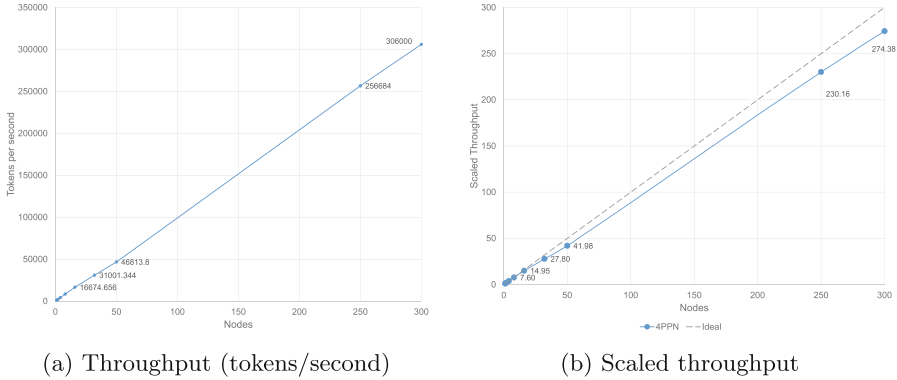 350000
300000
250000
200000
150000
100000
50000
0
Tokens per second
306000
256684
46813.8
31001.344
16674.656
0 50 100 150 200 250 300
Nodes
(a) Throughput (tokens/second)
300
250
200
150
100
50
0
Scaled Throughput
274.38
230.16
41.98
27.80
14.95
7.60
0 50 100 150 200 250 300
Nodes
4PPN Ideal
(b) Scaled throughput